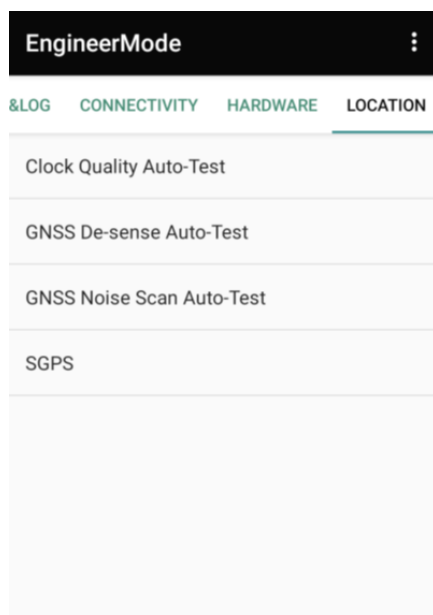 EngineerMode
&LOG CONNECTIVITY HARDWARE LOCATION
Clock Quality Auto-Test
GNSS De-sense Auto-Test
GNSS Noise Scan Auto-Test
SGPS